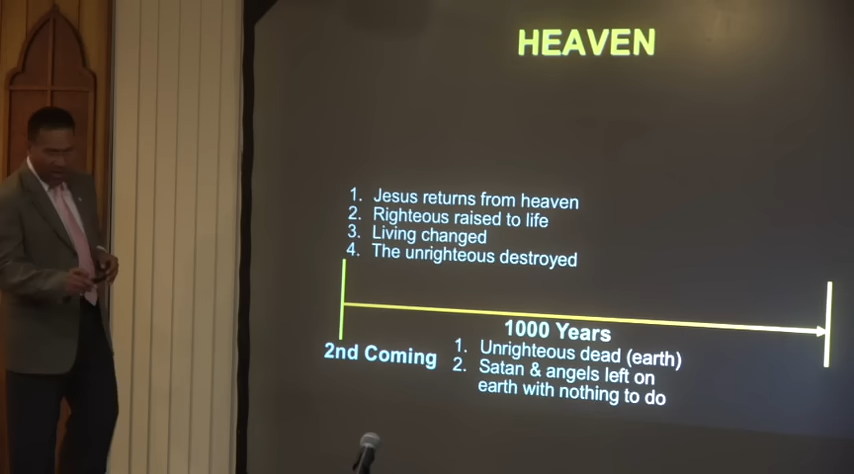 HEAVEN
1. Jesus returns from heaven
2. Righteous raised to life
3. Living changed
4. The unrighteous destroyed
1000 Years
2nd Coming
1. Unrighteous dead (earth)
2. Satan & angels left on
earth with nothing to do